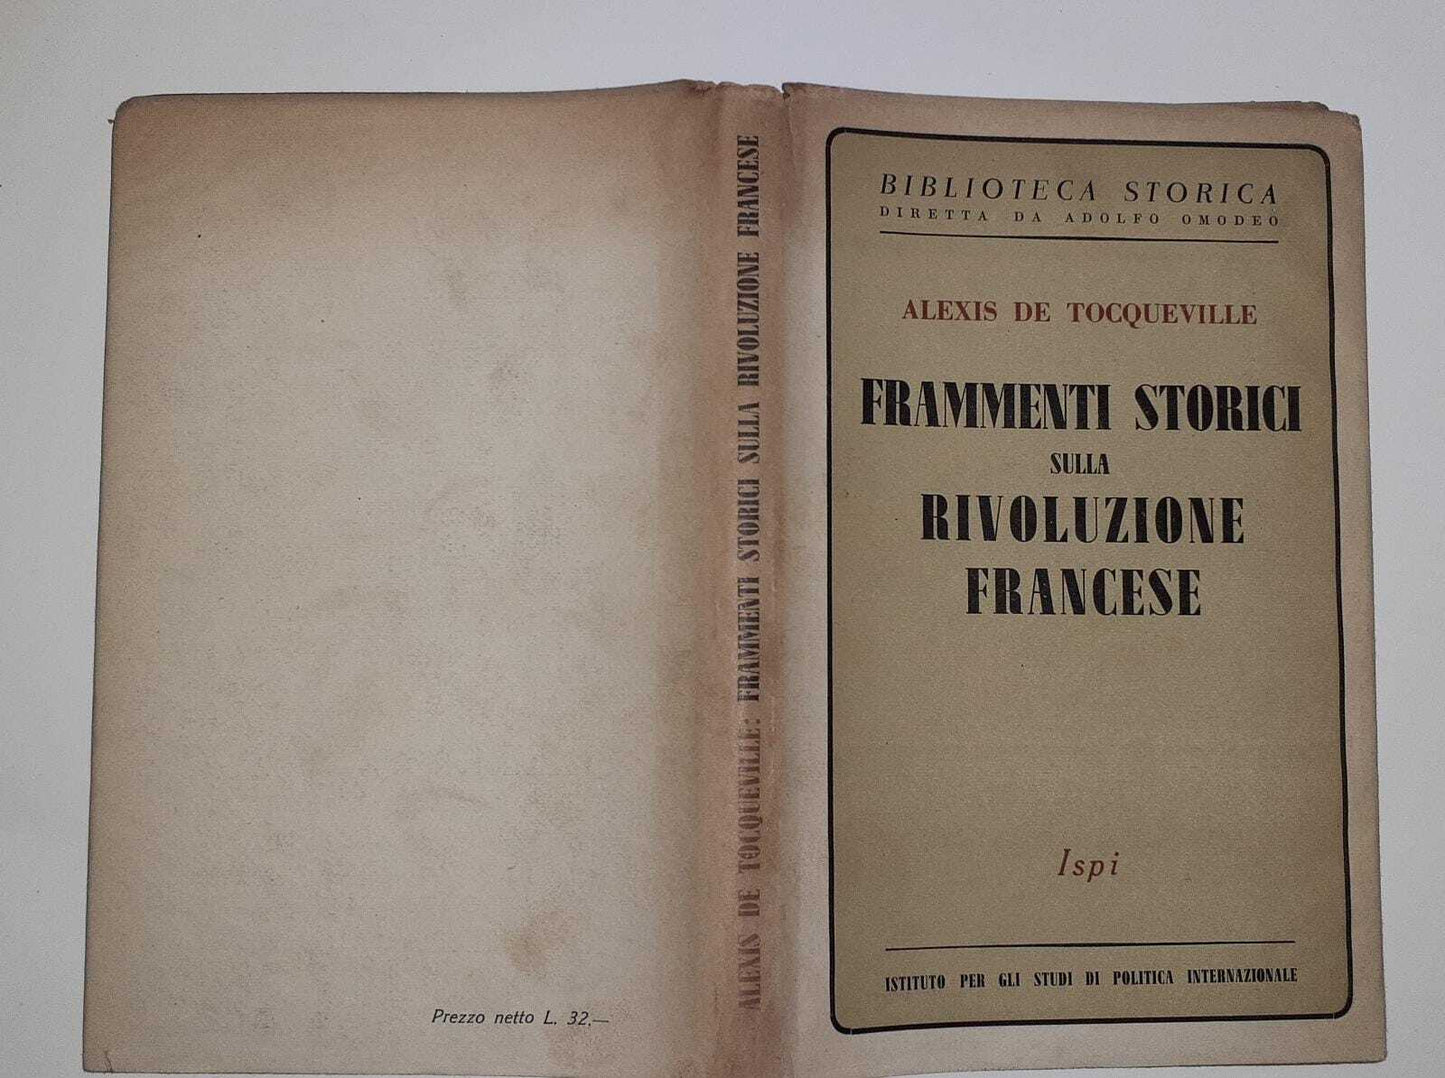 Prezzo netto L. 32.—
ALEXIS DE TOCQUEVILLE: FRAMMENTI STORICI SULLA RIVOLUZIONE FRANCESE
BIBLIOTECA STORICA
DIRETTA DA ADOLFO OMODEO
ALEXIS DE TOCQUEVILLE
FRAMMENTI STORICI
SULLA
RIVOLUZIONE
FRANCESE
Ispi
ISTITUTO PER GLI STUDI DI POLITICA INTERNAZIONALE